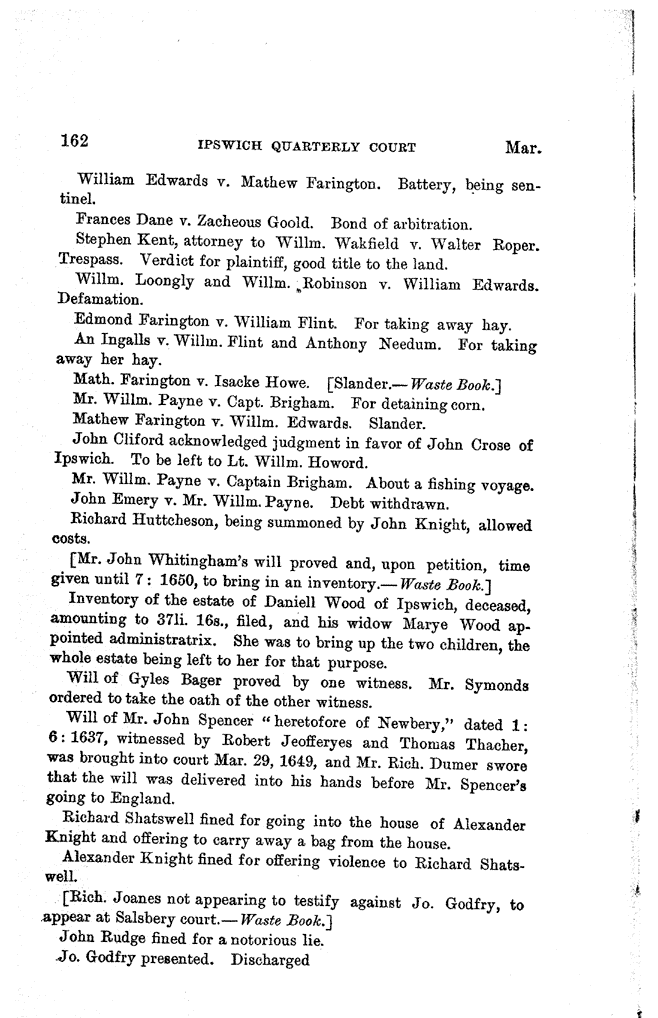 162 IPSWICH QUARTERLY COURT Mar.
William Edwards v. Mathew Farington. Battery, being sen-
tinel.
Frances Dane v. Zacheous Goold. Bond of arbitration.
Stephen Kent, attorney to Willm. Wakfield v. Walter Roper.
Trespass. Verdict for plaintiff, good title to the land.
Willm. Loongly and Willm. Robinson v. William Edwards.
Defamation.
Edmond Farington v. William Flint. For taking away hay.
An Ingalls v. Willm. Flint and Anthony Needum. For taking
away her hay.
Math. Farington v. Isacke Howe. [Slander.—Waste Book.]
Mr. Willm. Payne v. Capt. Brigham. For detaining corn.
Mathew Farington v. Willm. Edwards. Slander.
John Cliford acknowledged judgment in favor of John Crose of
Ipswich. To be left to Lt. Willm. Howord.
Mr. Willm. Payne v. Captain Brigham. About a fishing voyage.
John Emery v. Mr. Willm. Payne. Debt withdrawn.
Richard Huttcheson, being summoned by John Knight, allowed
costs.
[Mr. John Whitingham's will proved and, upon petition, time
given until 7: 1650, to bring in an inventory.—Waste Book.]
Inventory of the estate of Daniell Wood of Ipswich, deceased,
amounting to 37li. 16s., filed, and his widow Marye Wood ap-
pointed administratrix. She was to bring up the two children, the
whole estate being left to her for that purpose.
Will of Gyles Bager proved by one witness. Mr. Symonds
ordered to take the oath of the other witness.
Will of Mr. John Spencer "heretofore of Newbery," dated 1:
6: 1637, witnessed by Robert Jeofferyes and Thomas Thacher,
was brought into court Mar. 29, 1649, and Mr. Rich. Dumer swore
that the will was delivered into his hands before Mr. Spencer's
going to England.
Richard Shatswell fined for going into the house of Alexander
Knight and offering to carry away a bag from the house.
Alexander Knight fined for offering violence to Richard Shats-
well.
[Rich. Joanes not appearing to testify against Jo. Godfry, to
appear at Salsbery court.—Waste Book.]
John Rudge fined for a notorious lie.
Jo. Godfry presented. Discharged